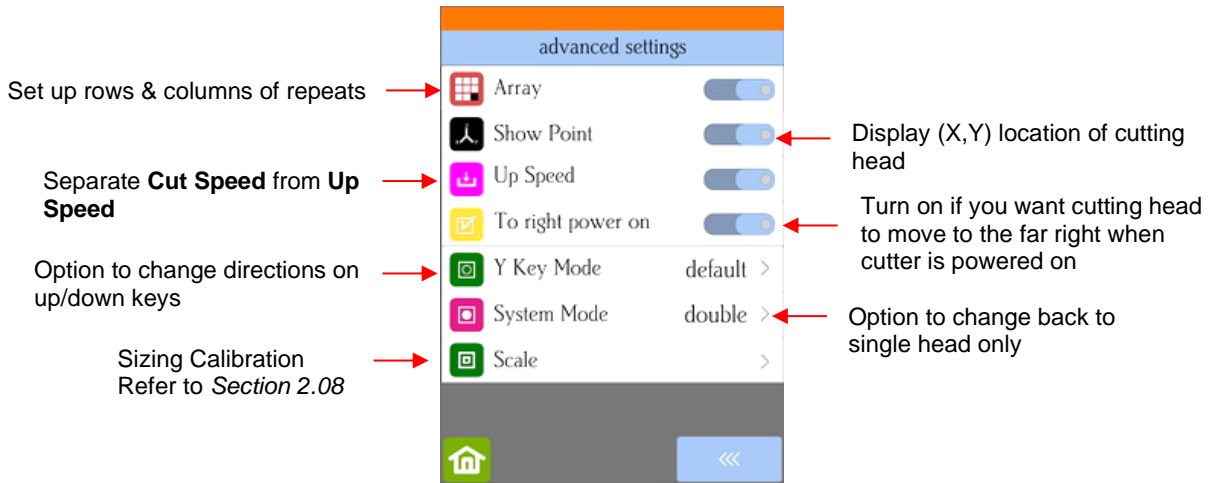 advanced settings
Set up rows & columns of repeats
Array
Show Point
Display (X,Y) location of cutting
head
Separate Cut Speed from Up
Speed
Up Speed
To right power on
Turn on if you want cutting head
to move to the far right when
cutter is powered on
Option to change directions on
up/down keys
Y Key Mode default >
System Mode double >
Option to change back to
single head only
Sizing Calibration
Refer to Section 2.08
Scale >